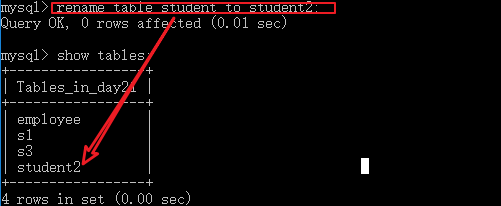 mysql> rename table student to student2;
Query OK, 0 rows affected (0.01 sec)
mysql> show tables;
+----------------+
| Tables_in_day21 |
+----------------+
| employee |
| s1 |
| s3 |
| student2 |
+----------------+
4 rows in set (0.00 sec)